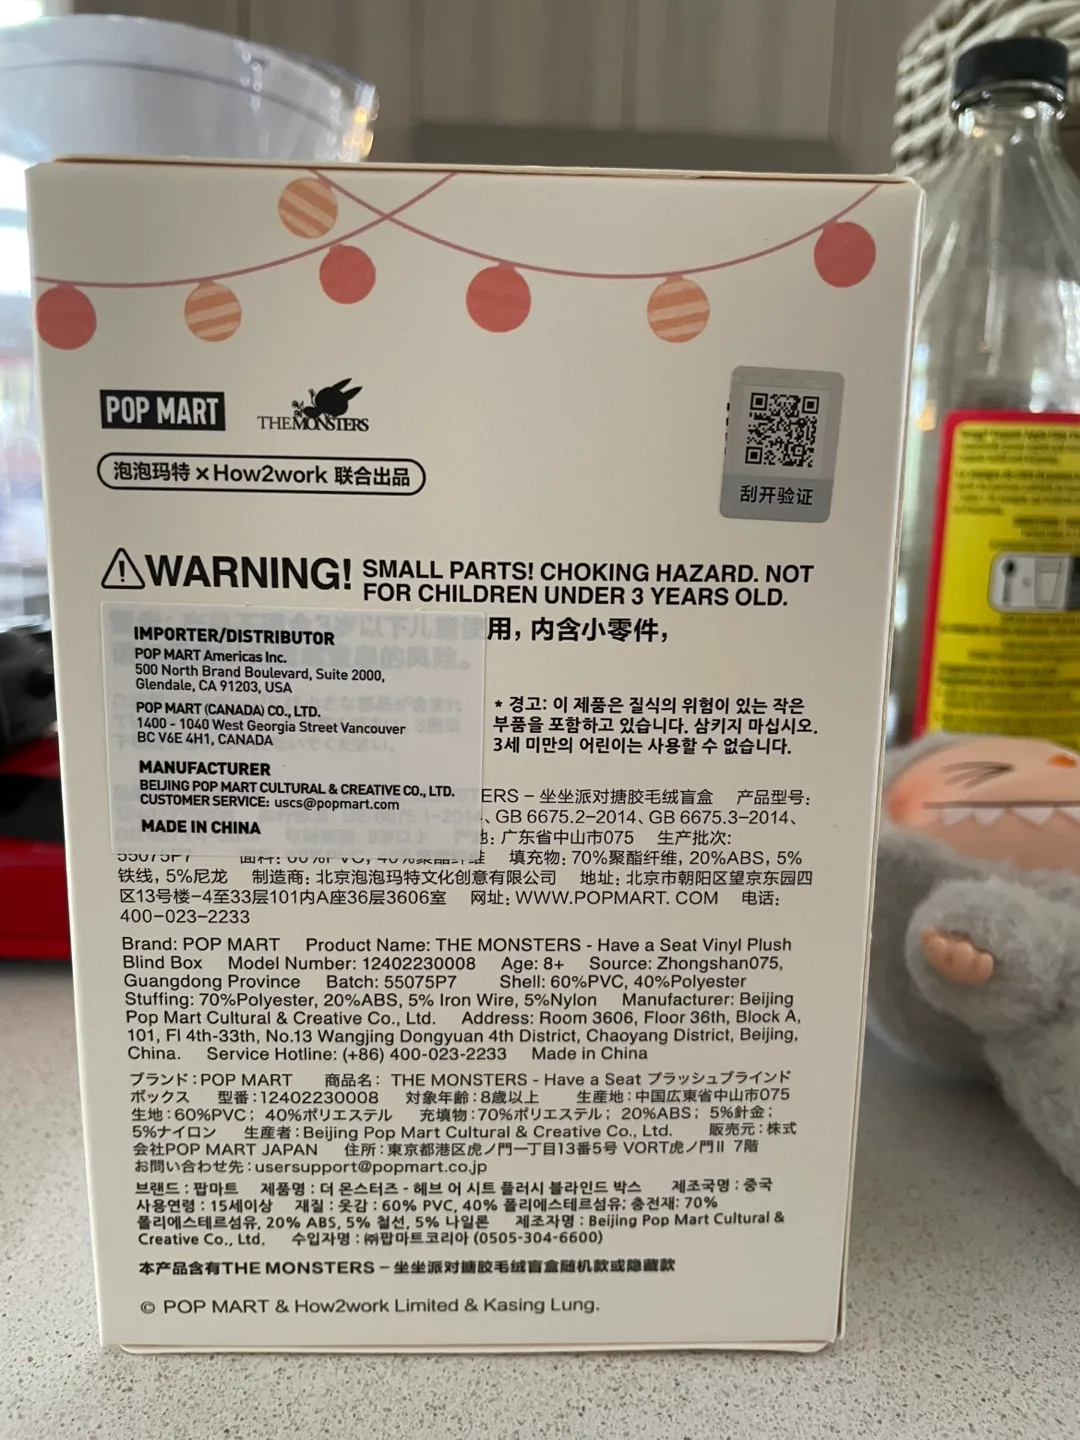 POP MART
THE MONSTERS
泡泡玛特×How2work 联合出品
刮开验证
WARNING! SMALL PARTS! CHOKING HAZARD. NOT
FOR CHILDREN UNDER 3 YEARS OLD.
用, 内含小零件,
IMPORTER/DISTRIBUTOR
POP MART Americas Inc.
500 North Brand Boulevard, Suite 2000,
Glendale, CA 91203, USA
POP MART (CANADA) CO., LTD.
1400 - 1040 West Georgia Street Vancouver
BC V6E 4H1, CANADA
MANUFACTURER
BEIJING POP MART CULTURAL & CREATIVE CO., LTD.
CUSTOMER SERVICE: uscs@popmart.com
MADE IN CHINA
* 경고: 이 제품은 질식의 위험이 있는 작은
부품을 포함하고 있습니다. 삼키지 마십시오.
3세 미만의 어린이는 사용할 수 없습니다.
ERS - 坐坐派对搪胶毛绒盲盒 产品型号:
、GB 6675.2-2014、GB 6675.3-2014、
地: 广东省中山市075 生产批次:
55075P7 面料: 60%PVC, 40%聚酯纤维 填充物: 70%聚酯纤维, 20%ABS, 5%
铁线, 5%尼龙 制造商: 北京泡泡玛特文化创意有限公司 地址: 北京市朝阳区望京东园四
区13号楼-4至33层101内A座36层3606室 网址: WWW.POPMART. COM 电话:
400-023-2233
Brand: POP MART Product Name: THE MONSTERS - Have a Seat Vinyl Plush
Blind Box Model Number: 12402230008 Age: 8+ Source: Zhongshan075,
Guangdong Province Batch: 55075P7 Shell: 60%PVC, 40%Polyester
Stuffing: 70%Polyester, 20%ABS, 5% Iron Wire, 5%Nylon Manufacturer: Beijing
Pop Mart Cultural & Creative Co., Ltd. Address: Room 3606, Floor 36th, Block A,
101, Fl 4th-33th, No.13 Wangjing Dongyuan 4th District, Chaoyang District, Beijing,
China. Service Hotline: (+86) 400-023-2233 Made in China
ブランド:POP MART 商品名: THE MONSTERS - Have a Seat プラッシュブラインド
ボックス 型番:12402230008 対象年齢:8歳以上 生産地:中国広東省中山市075
生地:60%PVC; 40%ポリエステル 充填物:70%ポリエステル; 20%ABS; 5%針金;
5%ナイロン 生産者:Beijing Pop Mart Cultural & Creative Co., Ltd. 販売元:株式
会社POP MART JAPAN 住所:東京都港区虎ノ門一丁目13番5号 VORT虎ノ門II 7階
お問い合わせ先:usersupport@popmart.co.jp
브랜드 : 팝마트 제품명 : 더 몬스터즈 - 헤브 어 시트 플러시 블라인드 박스 제조국명 : 중국
사용연령 : 15세이상 재질 : 옷감 : 60% PVC, 40% 폴리에스테르섬유; 충전재: 70%
폴리에스테르섬유, 20% ABS, 5% 철선, 5% 나일론 제조자명 : Beijing Pop Mart Cultural &
Creative Co., Ltd, 수입자명 : ㈜팝마트코리아 (0505-304-6600)
本产品含有THE MONSTERS - 坐坐派对搪胶毛绒盲盒随机款或隐藏款
© POP MART & How2work Limited & Kasing Lung.